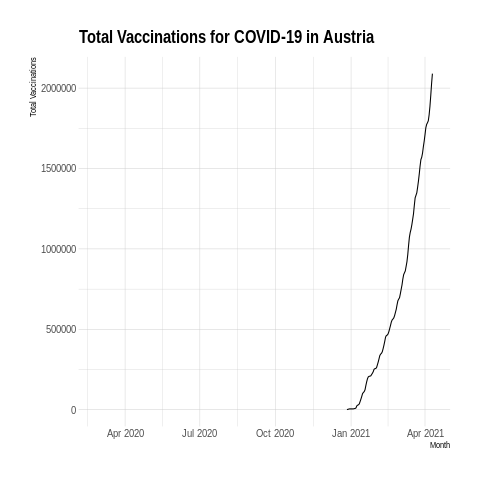 Total Vaccinations for COVID-19 in Austria
Total Vaccinations
2000000
1500000
1000000
500000
0
Apr 2020 Jul 2020 Oct 2020 Jan 2021 Apr 2021
Month